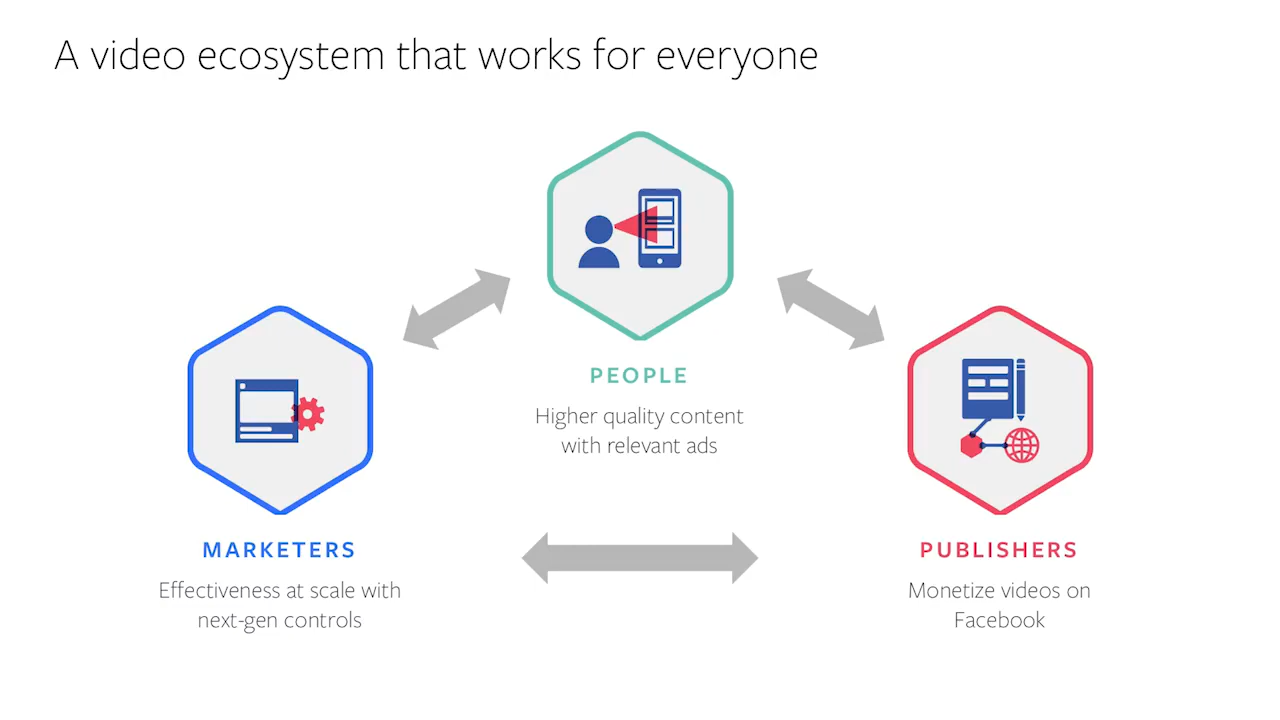 A video ecosystem that works for everyone
PEOPLE
Higher quality content
with relevant ads
MARKETERS
Effectiveness at scale with
next-gen controls
PUBLISHERS
Monetize videos on
Facebook